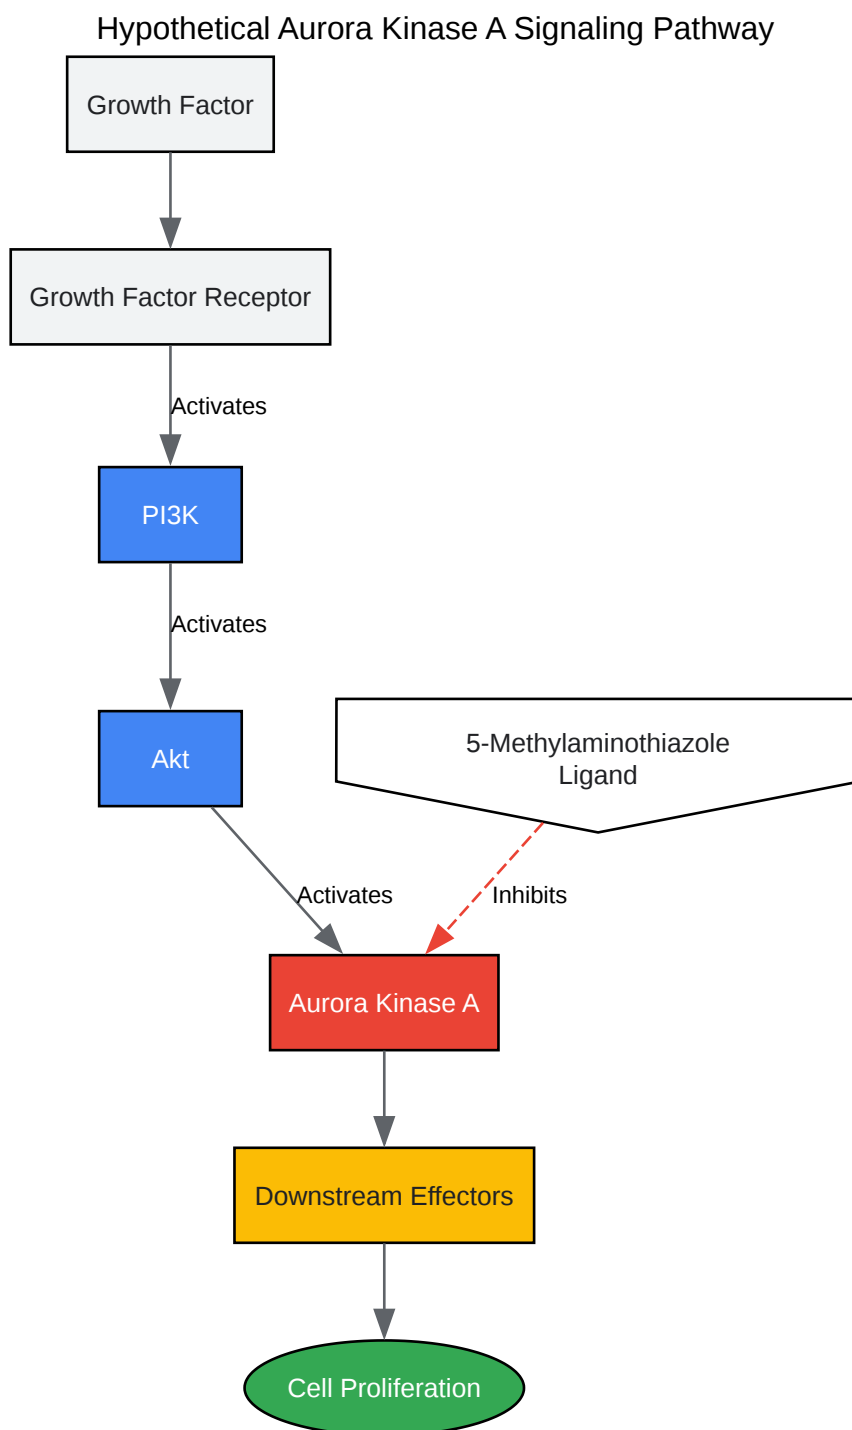 Hypothetical Aurora Kinase A Signaling Pathway
Growth Factor
Growth Factor Receptor
Activates
PI3K
Activates
Akt
5-Methylaminothiazole
Ligand
Activates
Inhibits
Aurora Kinase A
Downstream Effectors
Cell Proliferation